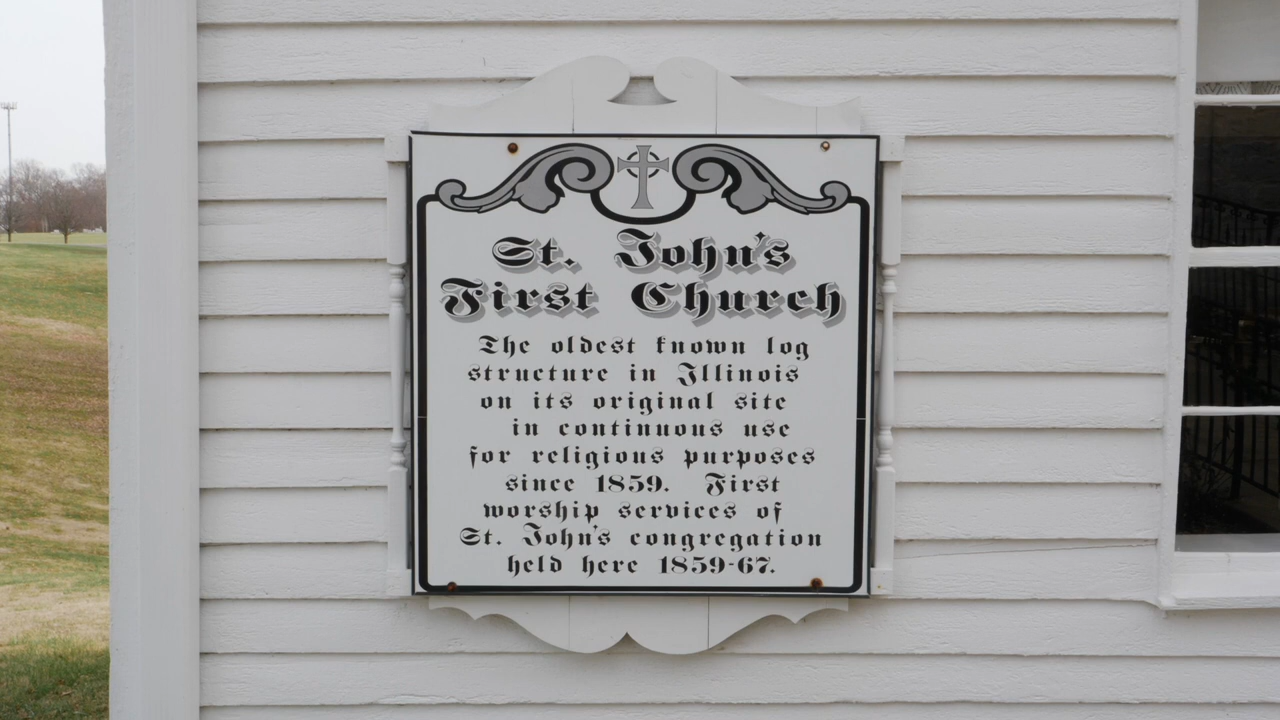 St. John's
First Church
The oldest known log
structure in Illinois
on its original site
in continuous use
for religious purposes
since 1859. First
worship services of
St. John's congregation
held here 1859-67.